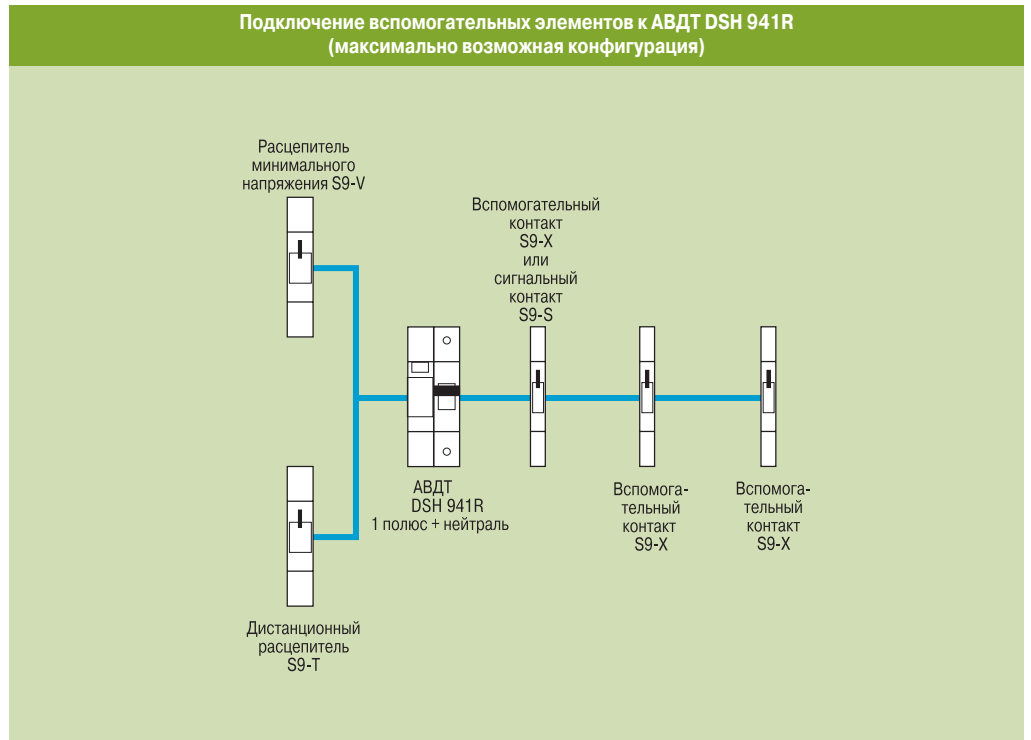 Подключение вспомогательных элементов к АВДТ DSH 941R
(максимально возможная конфигурация)
Расцепитель
минимального
напряжения S9-V
Вспомогательный
контакт
S9-X
или
сигнальный
контакт
S9-S
АВДТ
DSH 941R
1 полюс + нейтраль
Вспомога-
тельный
контакт
S9-X
Вспомога-
тельный
контакт
S9-X
Дистанционный
расцепитель
S9-T